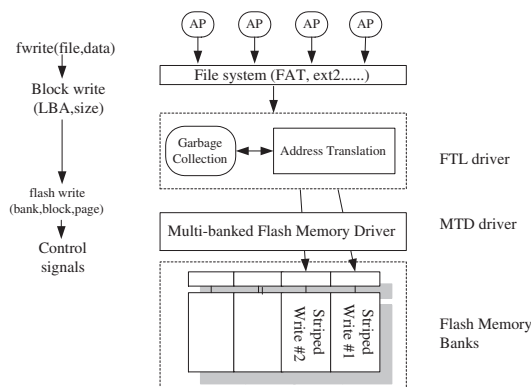 AP AP AP AP
fwrite(file,data)
File system (FAT, ext2......)
Block write
(LBA,size)
Garbage
Collection
Address Translation
FTL driver
flash write
(bank,block,page)
Multi-banked Flash Memory Driver
MTD driver
Control
signals
Striped
Write #2
Striped
Write #1
Flash Memory
Banks